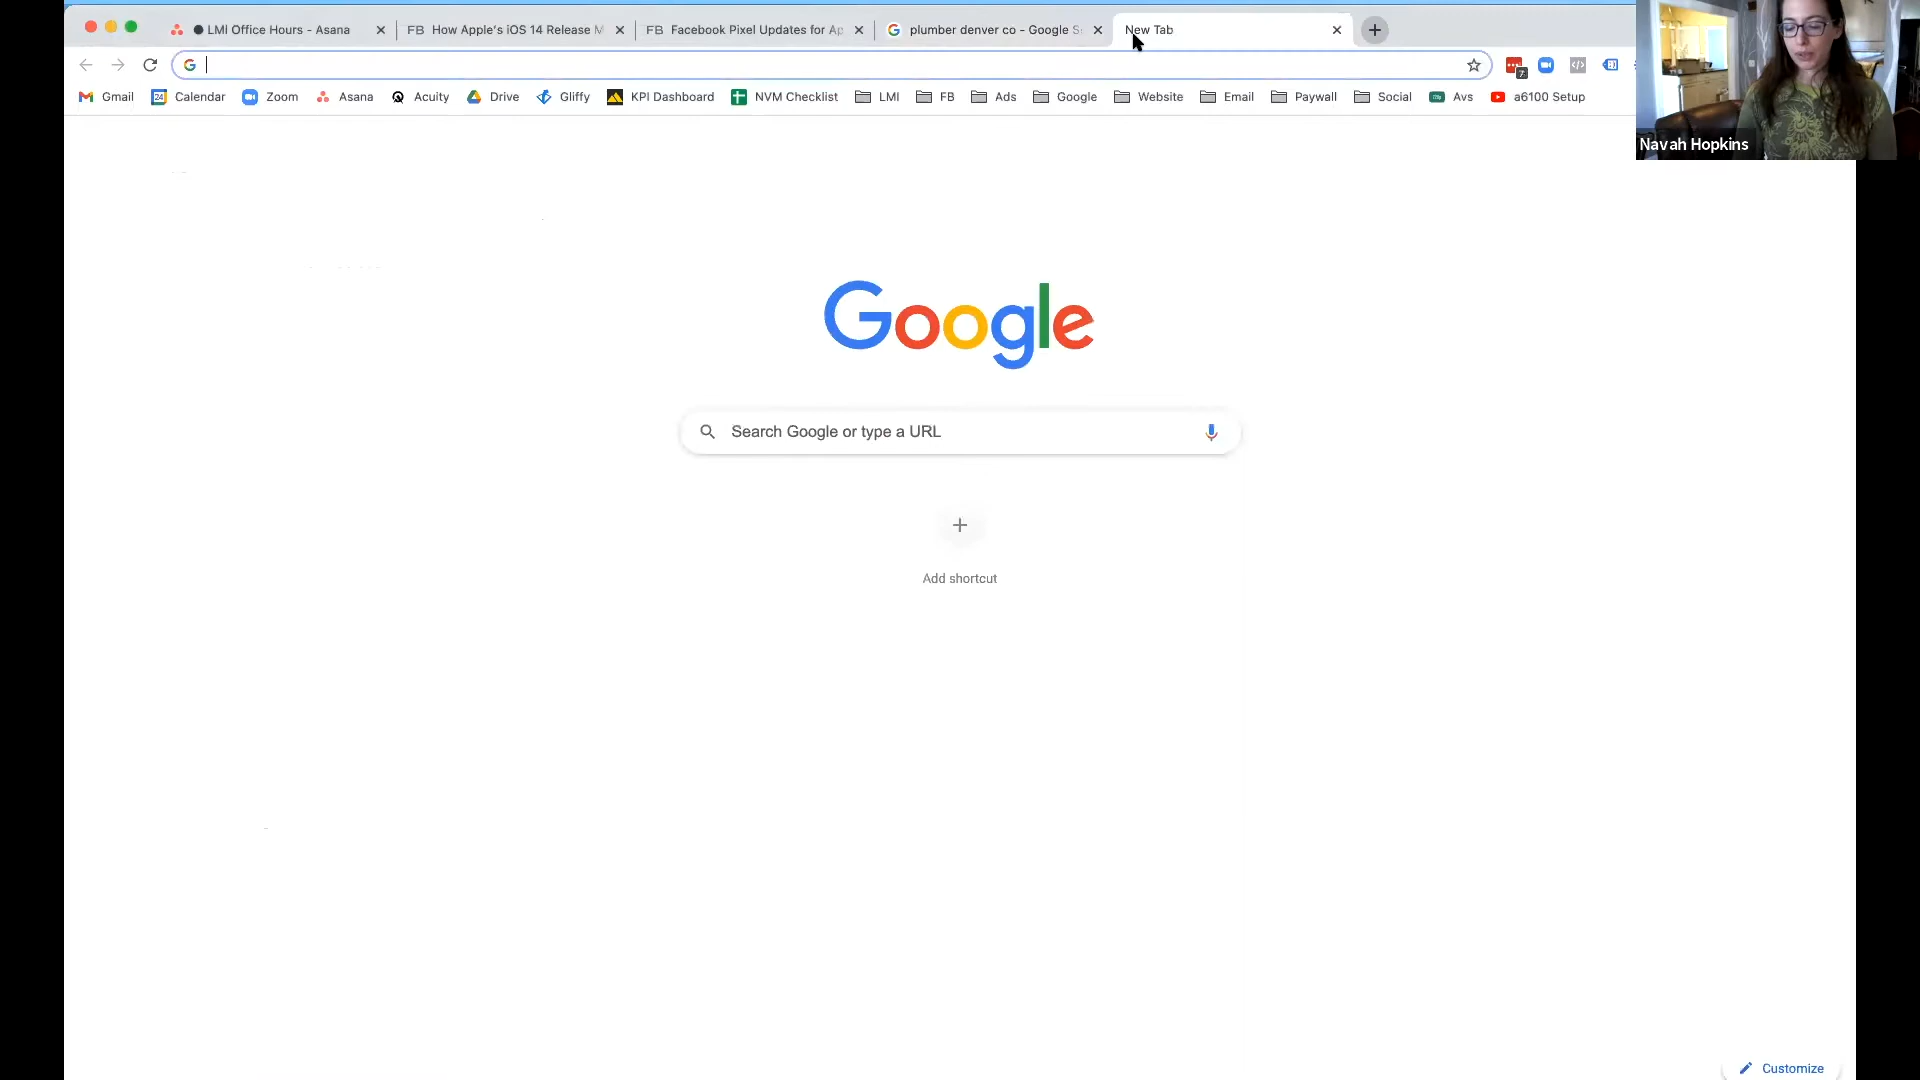 LMI Office Hours - Asana
FB How Apple's iOS 14 Release M
FB Facebook Pixel Updates for Ap
plumber denver co - Google S
New Tab
7
Gmail
24 Calendar
Zoom
Asana
Acuity
Drive
Gliffy
KPI Dashboard
NVM Checklist
LMI
FB
Ads
Google
Website
Email
Paywall
Social
Avs
a6100 Setup
Navah Hopkins
Google
Search Google or type a URL
Add shortcut
Customize